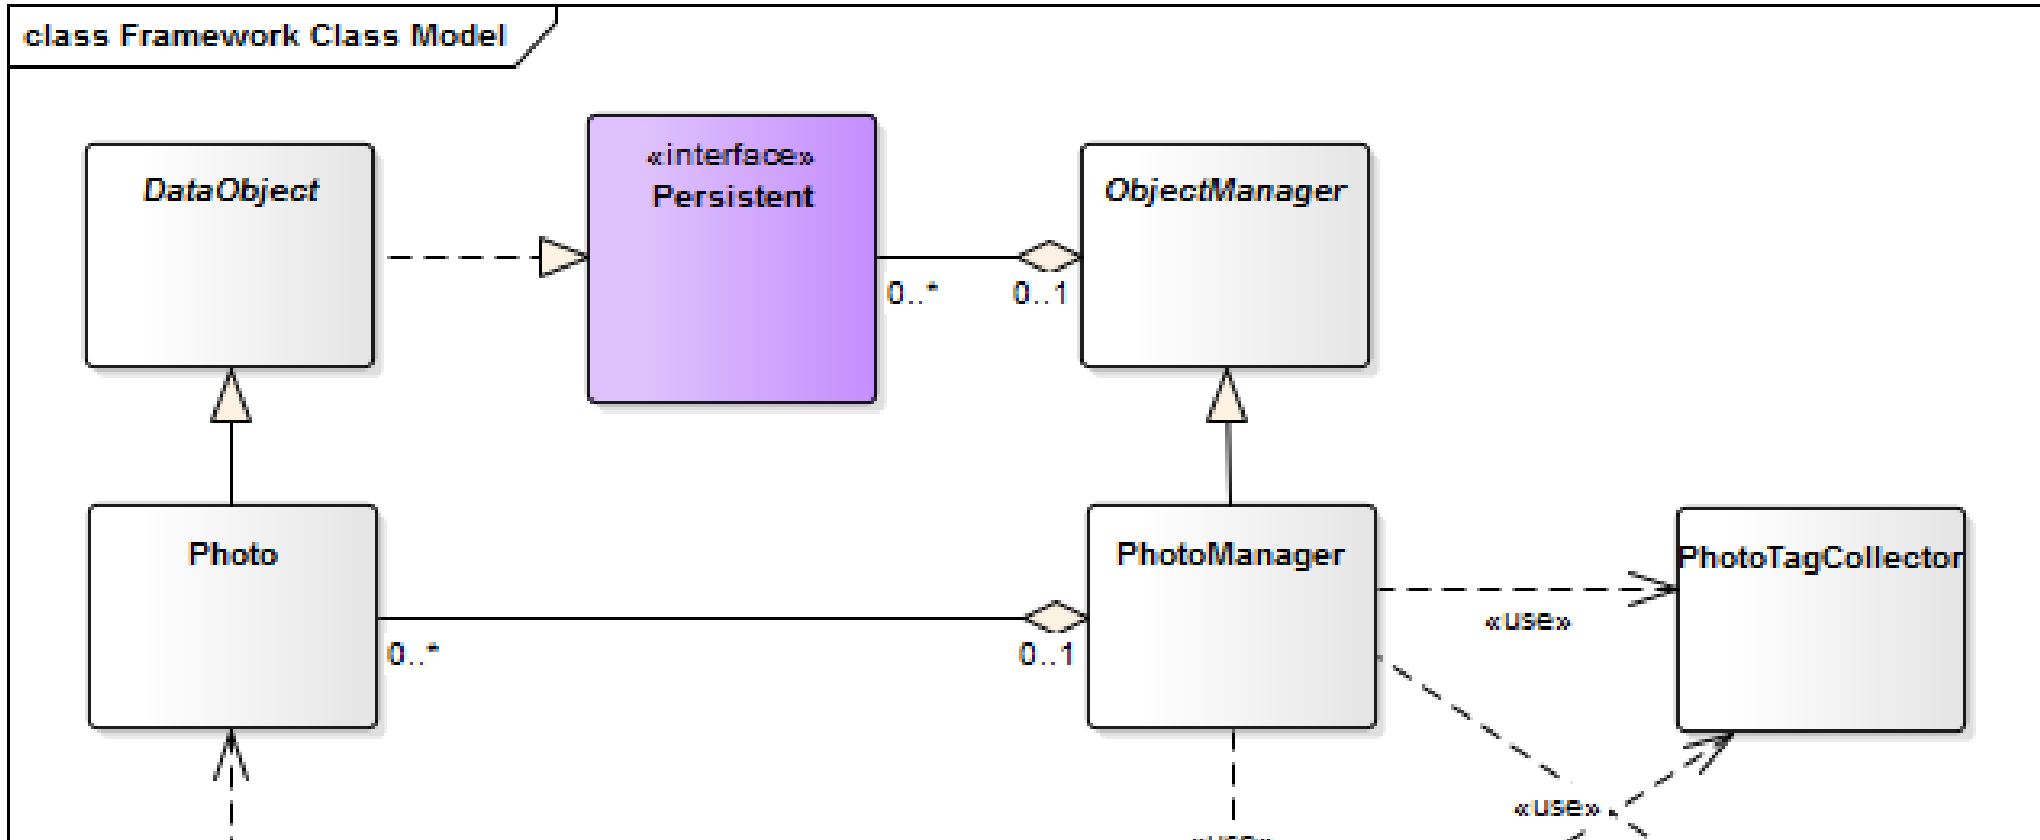 class Framework Class Model
«interface»
Persistent
DataObject
ObjectManager
0..*
0..1
Photo
PhotoManager
PhotoTagCollector
«use»
0..*
0..1
«use»